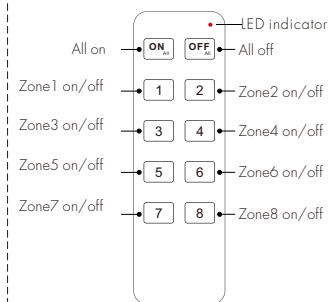 LED indicator
All on ON All OFF All All off
Zone1 on/off 1 2 Zone2 on/off
Zone3 on/off 3 4 Zone4 on/off
Zone5 on/off 5 6 Zone6 on/off
Zone7 on/off 7 8 Zone8 on/off